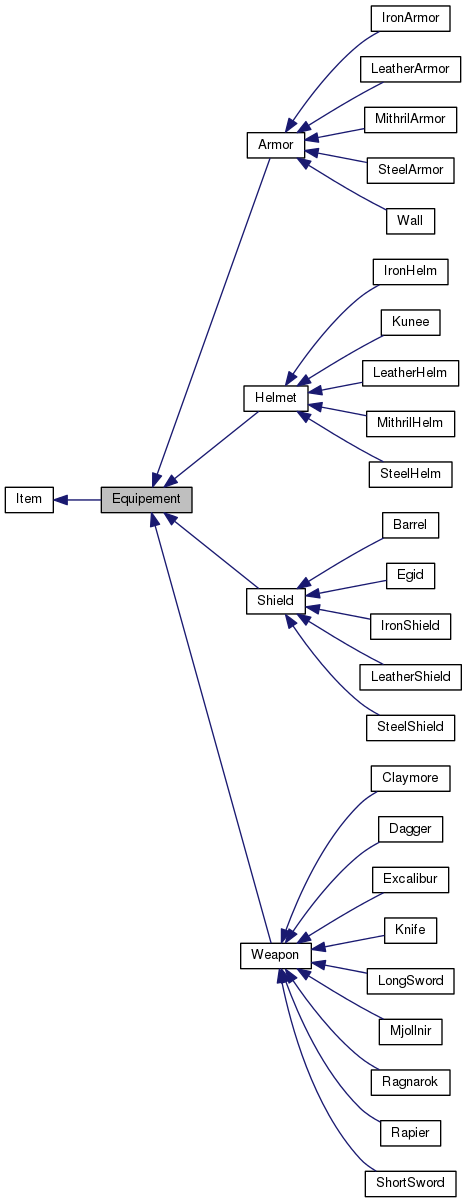 IronArmor
LeatherArmor
MithrilArmor
Armor
SteelArmor
Wall
IronHelm
Kunee
LeatherHelm
Helmet
MithrilHelm
SteelHelm
Item
Equipement
Barrel
Egid
Shield
IronShield
LeatherShield
SteelShield
Claymore
Dagger
Excalibur
Knife
Weapon
LongSword
Mjollnir
Ragnarok
Rapier
ShortSword